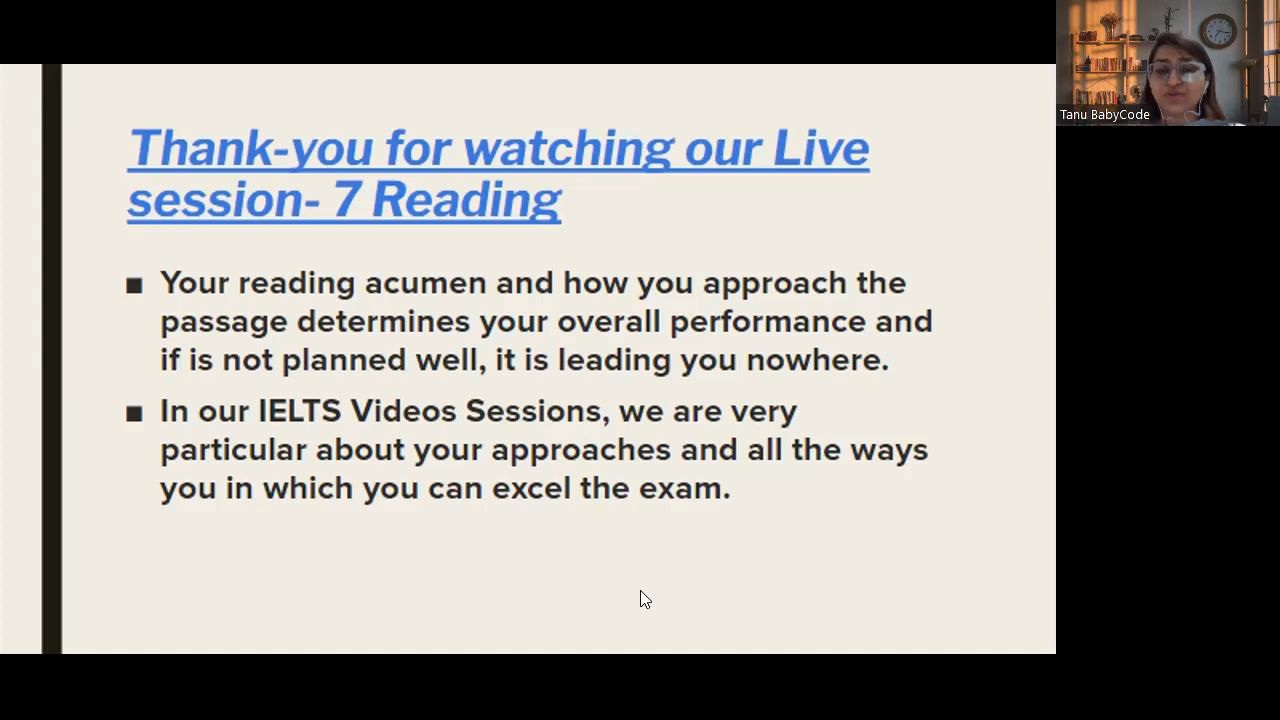 Thank-you for watching our Live
session- 7 Reading
Your reading acumen and how you approach the
passage determines your overall performance and
if is not planned well, it is leading you nowhere.
In our IELTS Videos Sessions, we are very
particular about your approaches and all the ways
you in which you can excel the exam.
Tanu BabyCode